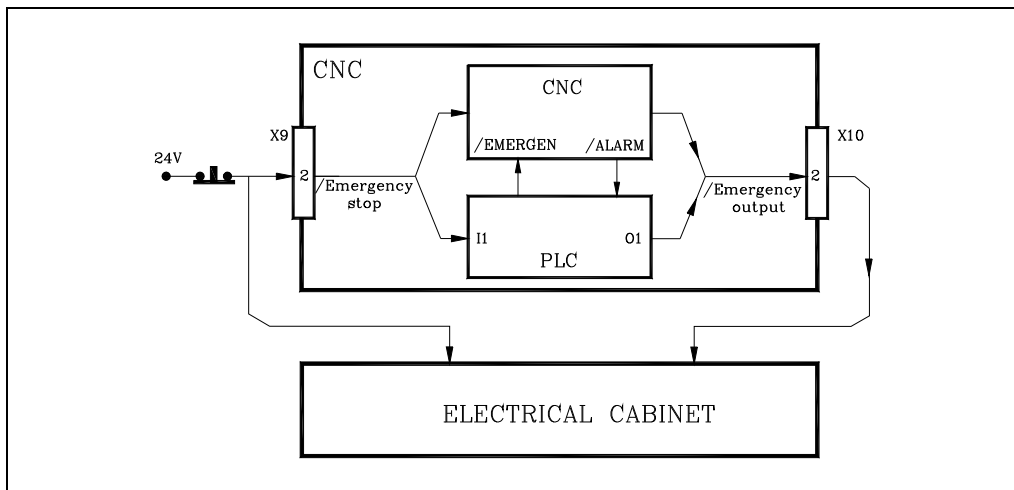 CNC
CNC
X9
X10
/EMERGEN
/ALARM
24V
2
2
/Emergency
stop
/Emergency
output
I1
O1
PLC
ELECTRICAL CABINET